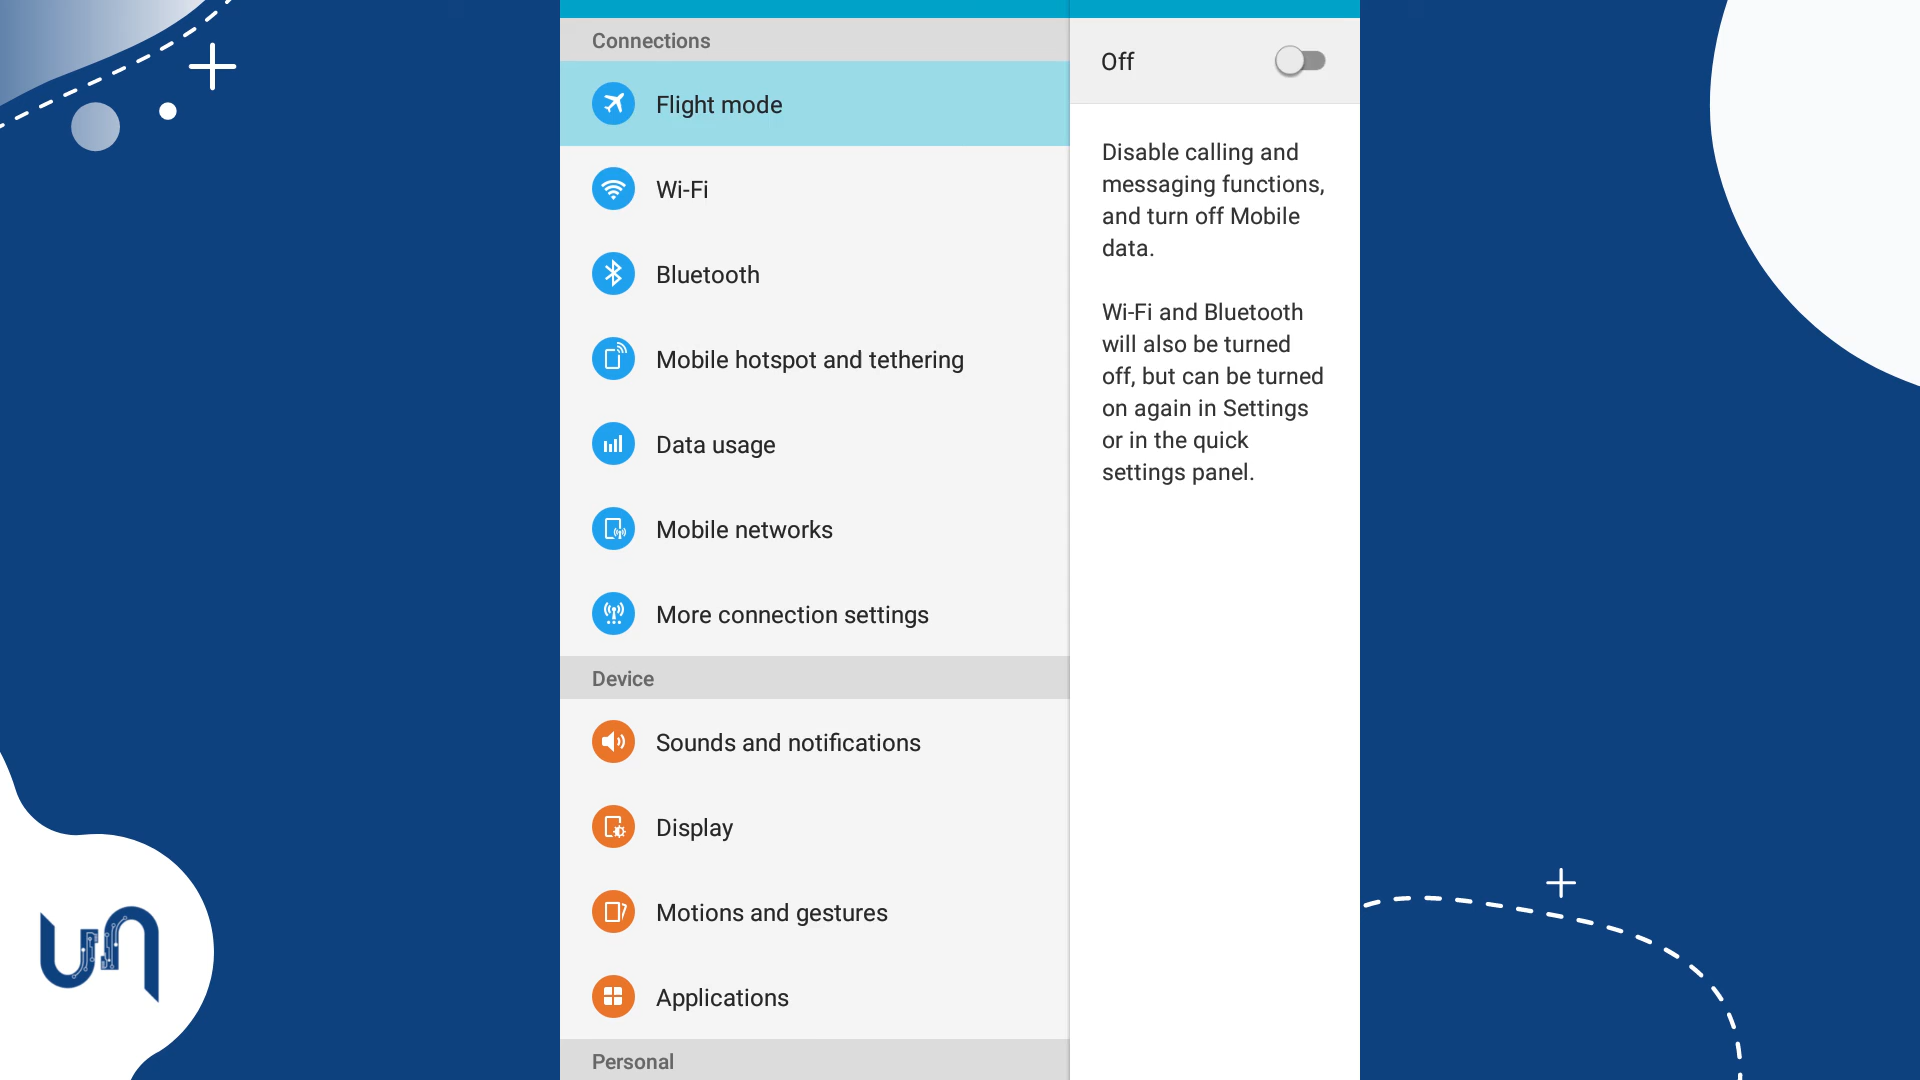 Connections
Flight mode
Wi-Fi
Bluetooth
Mobile hotspot and tethering
Data usage
Mobile networks
More connection settings
Device
Sounds and notifications
Display
Motions and gestures
Applications
Personal
Off
Disable calling and
messaging functions,
and turn off Mobile
data.
Wi-Fi and Bluetooth
will also be turned
off, but can be turned
on again in Settings
or in the quick
settings panel.
un